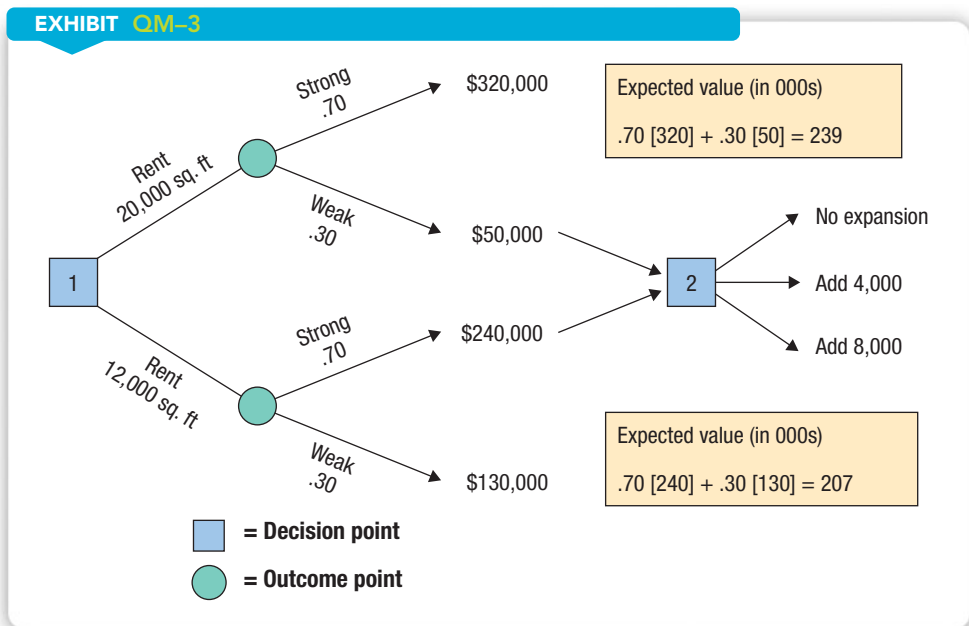 EXHIBIT QM–3
Strong
.70
$320,000
Expected value (in 000s)
.70 [320] + .30 [50] = 239
Rent
20,000 sq. ft
Weak
.30
$50,000
No expansion
1
2
Add 4,000
Strong
.70
$240,000
Add 8,000
Rent
12,000 sq. ft
Weak
.30
$130,000
Expected value (in 000s)
.70 [240] + .30 [130] = 207
= Decision point
= Outcome point